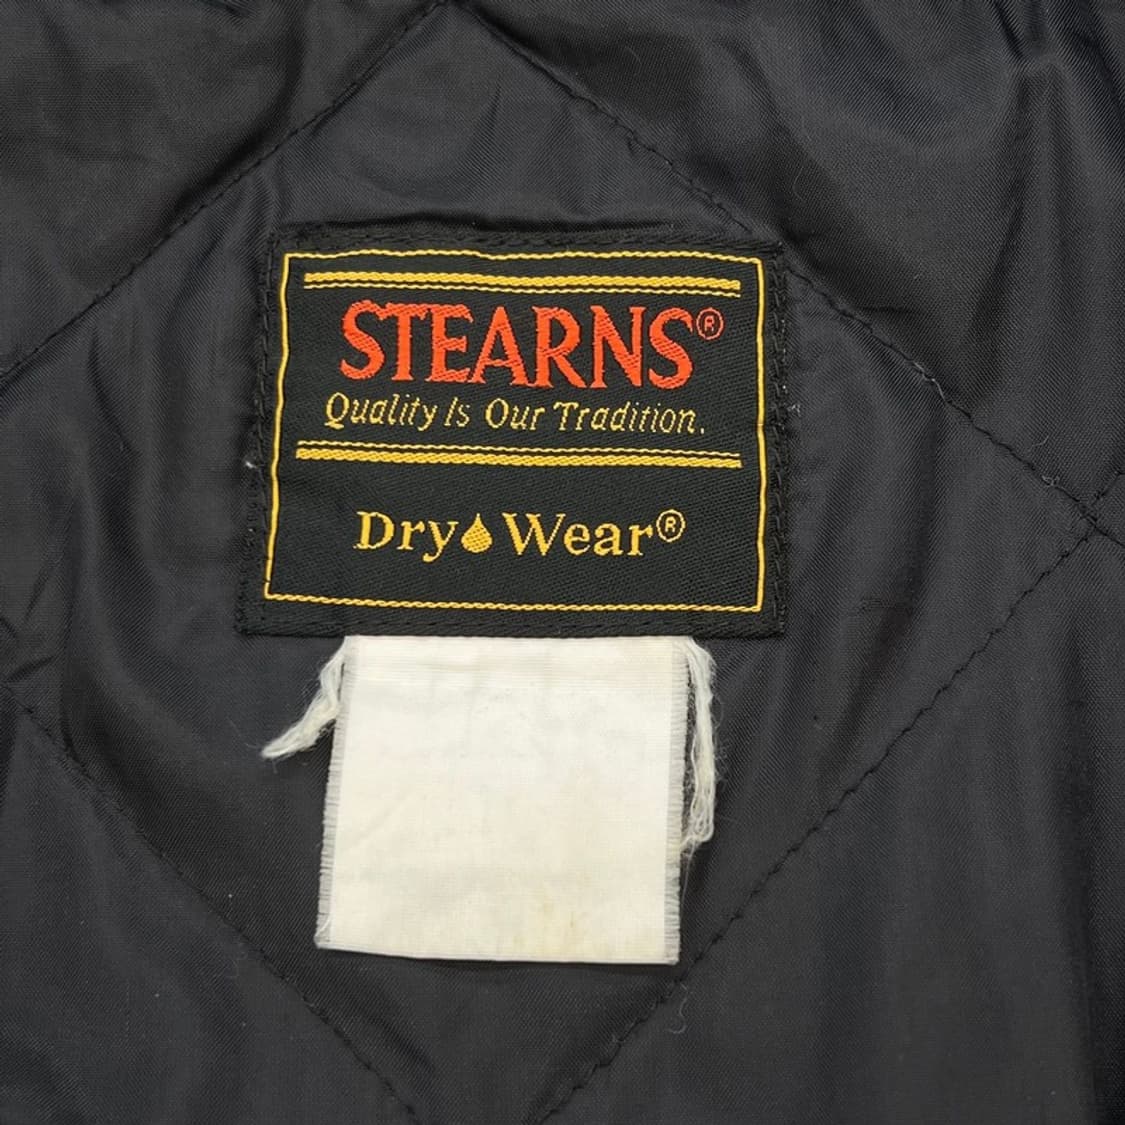 STEARNS®
Quality Is Our Tradition.
Dry Wear®